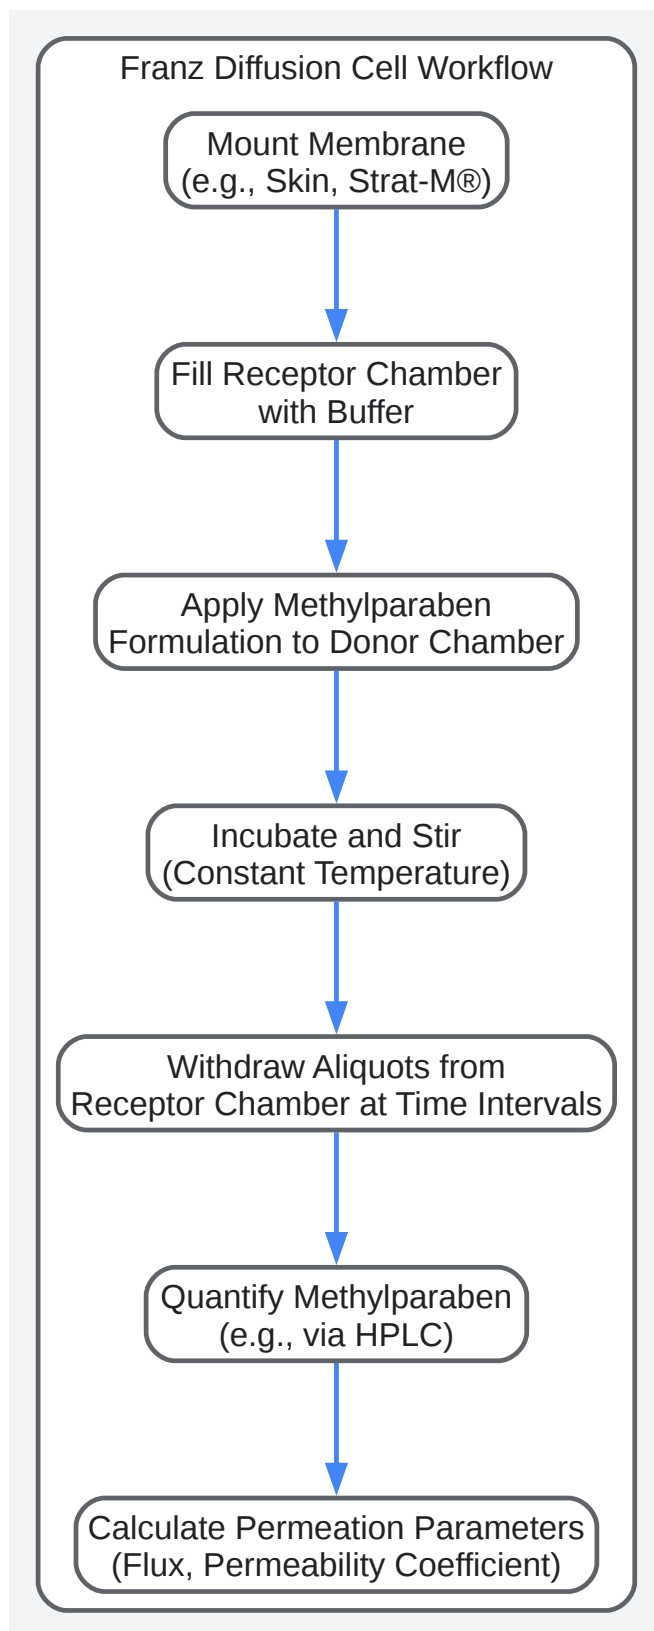 Franz Diffusion Cell Workflow
Mount Membrane
(e.g., Skin, Strat-M®)
Fill Receptor Chamber
with Buffer
Apply Methylparaben
Formulation to Donor Chamber
Incubate and Stir
(Constant Temperature)
Withdraw Aliquots from
Receptor Chamber at Time Intervals
Quantify Methylparaben
(e.g., via HPLC)
Calculate Permeation Parameters
(Flux, Permeability Coefficient)